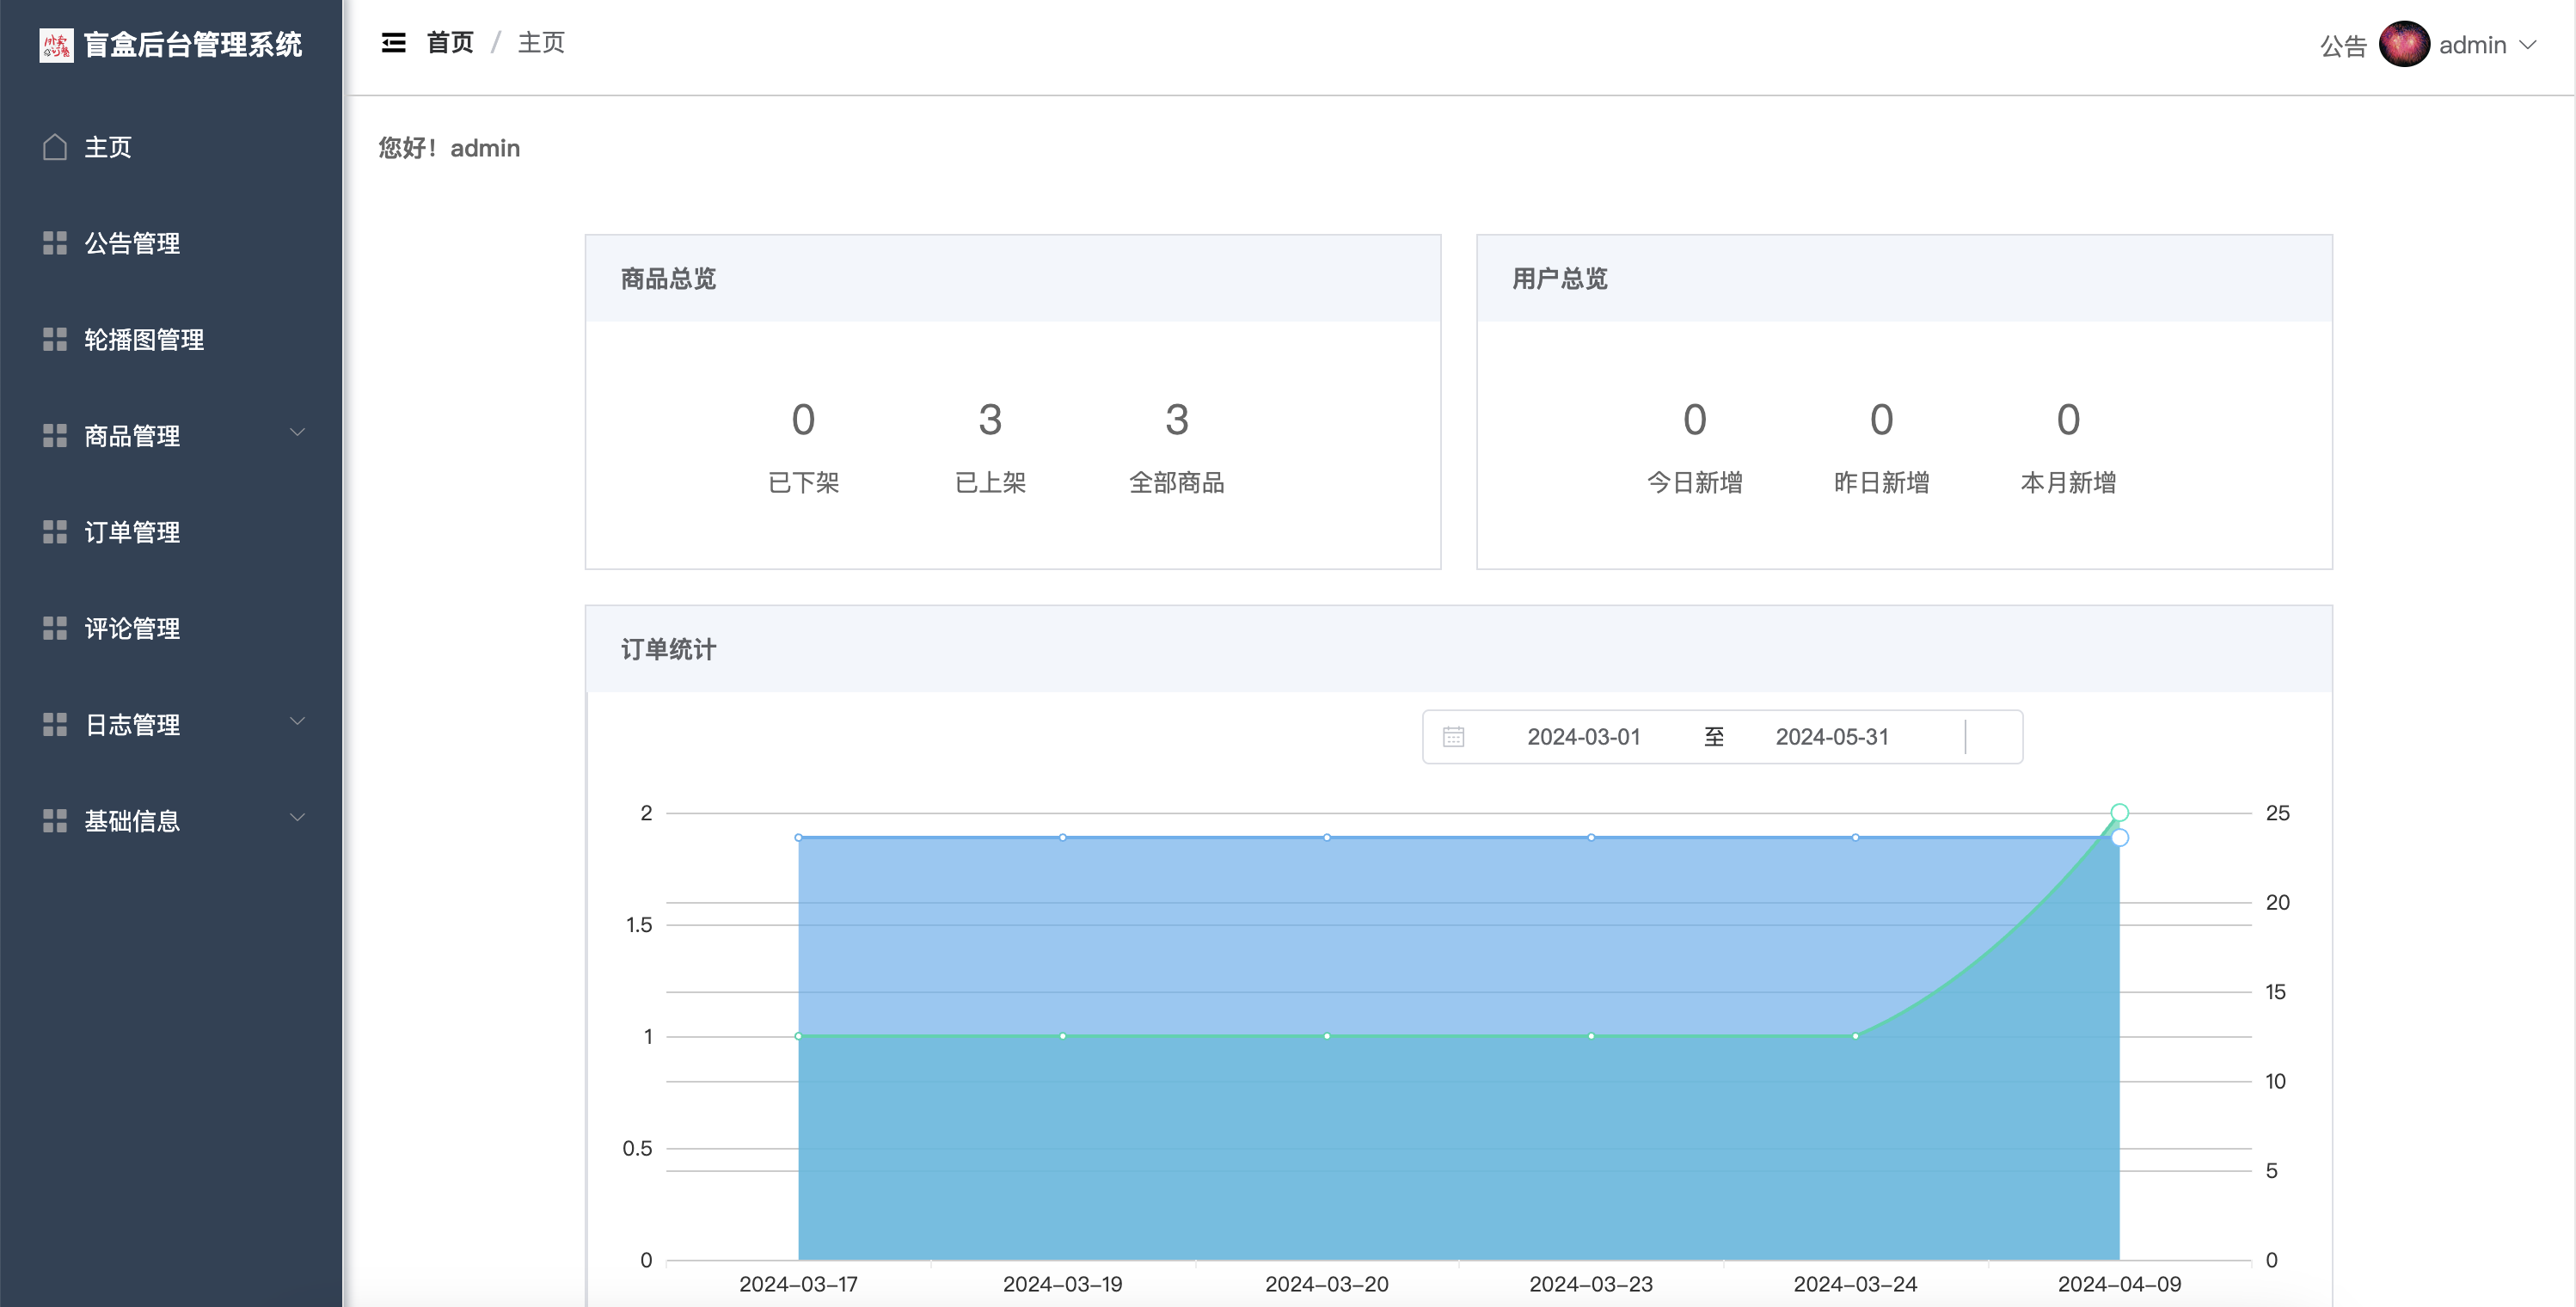 盲盒后台管理系统
首页 / 主页
公告 admin
主页
公告管理
轮播图管理
商品管理
订单管理
评论管理
日志管理
基础信息
您好！admin
商品总览
0 3 3
已下架 已上架 全部商品
用户总览
0 0 0
今日新增 昨日新增 本月新增
订单统计
2024-03-01 至 2024-05-31
2 25
20
1.5
15
1
10
0.5
5
0 0
2024-03-17 2024-03-19 2024-03-20 2024-03-23 2024-03-24 2024-04-09